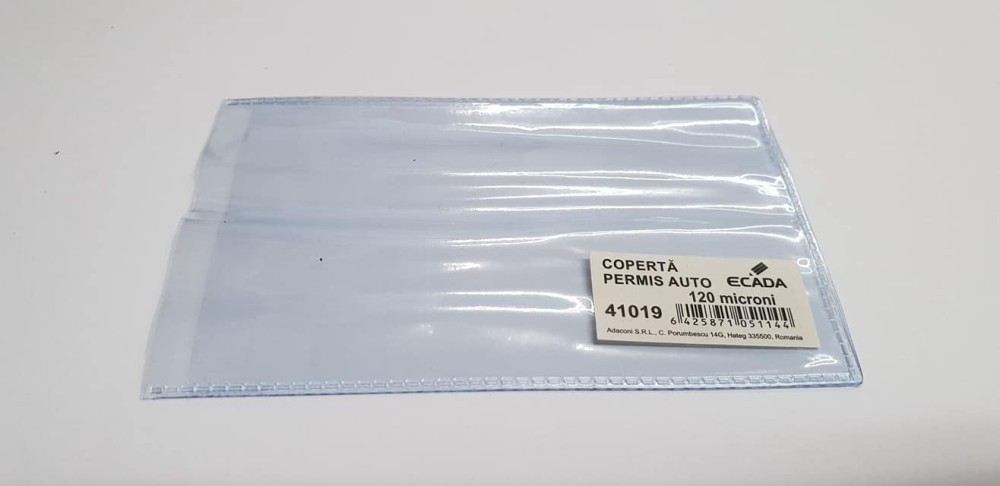 COPERTĂ
PERMIS AUTO ECADA
120 microni
41019
6 425871 051144
Adaconi S.R.L., C. Porumbescu 14G, Hateg 335500, Romania